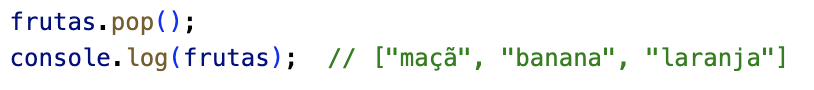 frutas.pop();
console.log(frutas);  // ["maçã", "banana", "laranja"]